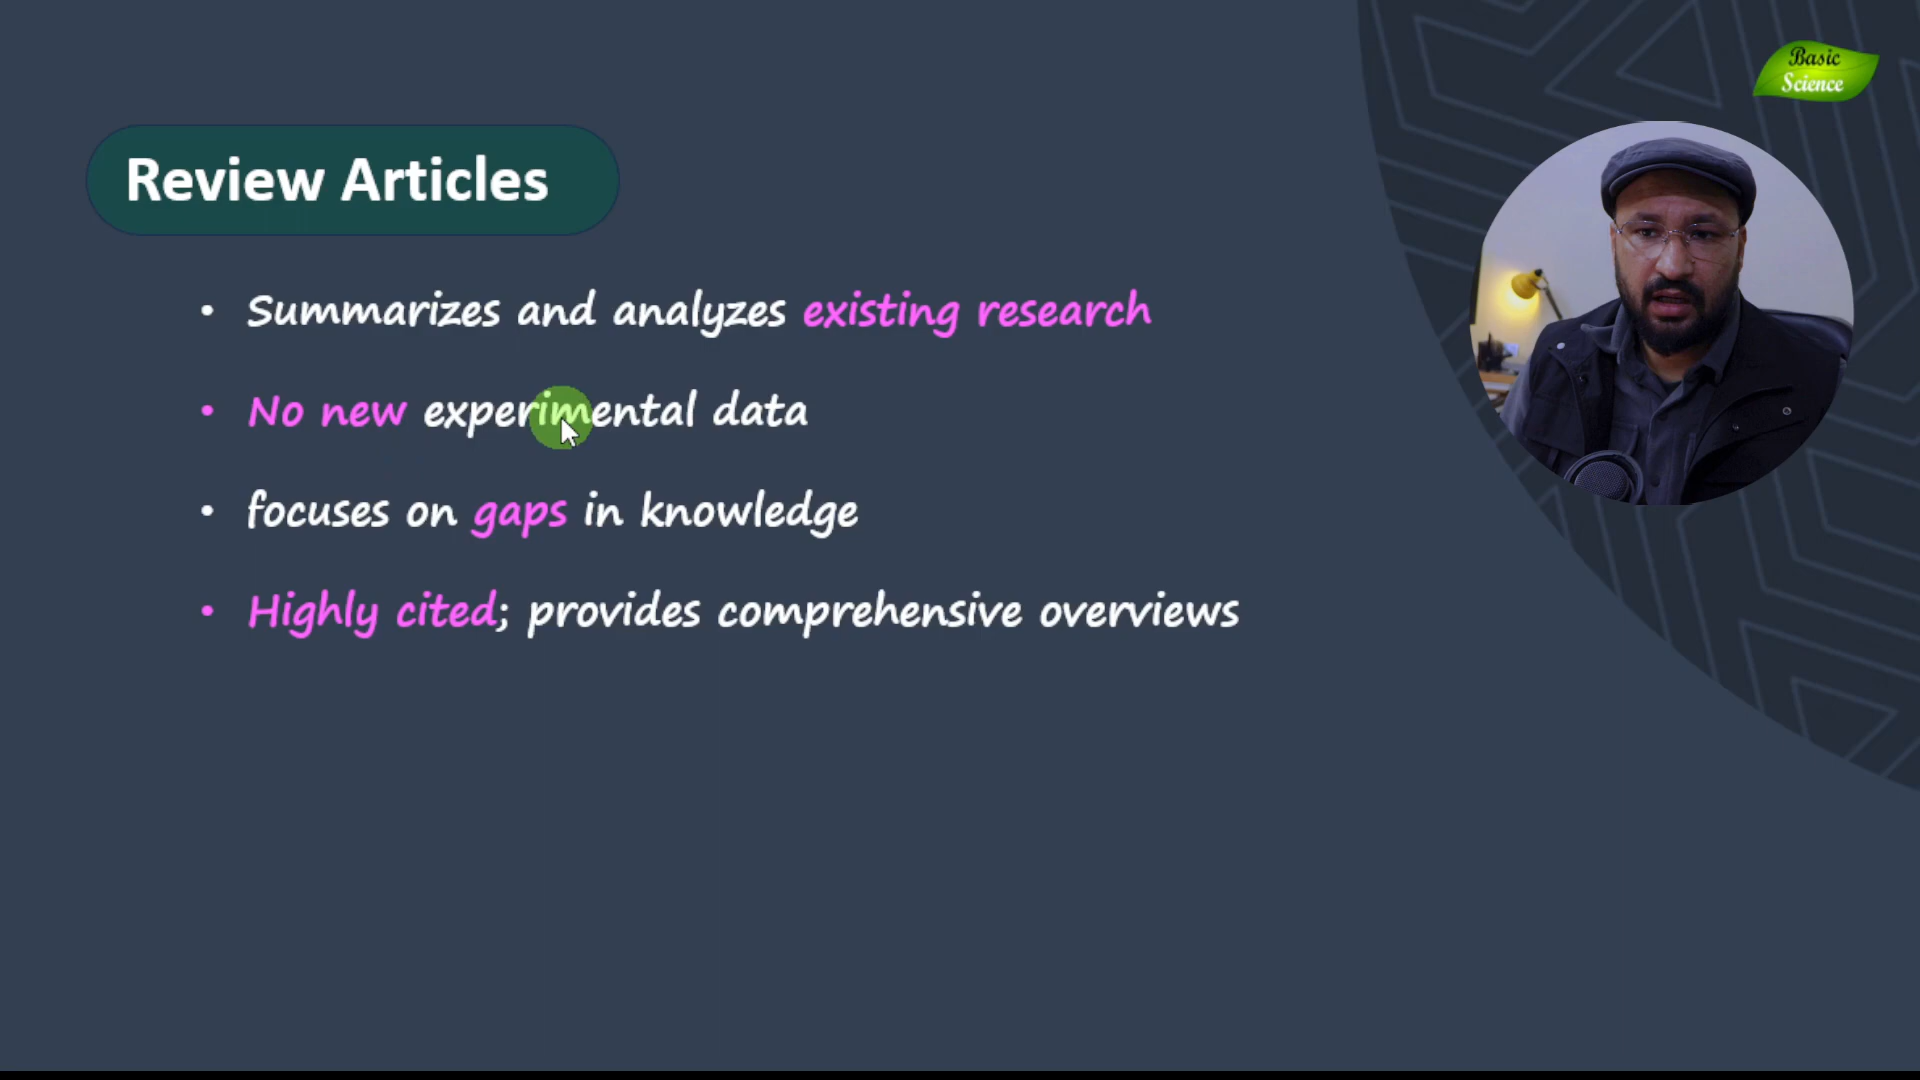 Basic
Science
Review Articles
• Summarizes and analyzes existing research
• No new experimental data
• focuses on gaps in knowledge
• Highly cited; provides comprehensive overviews